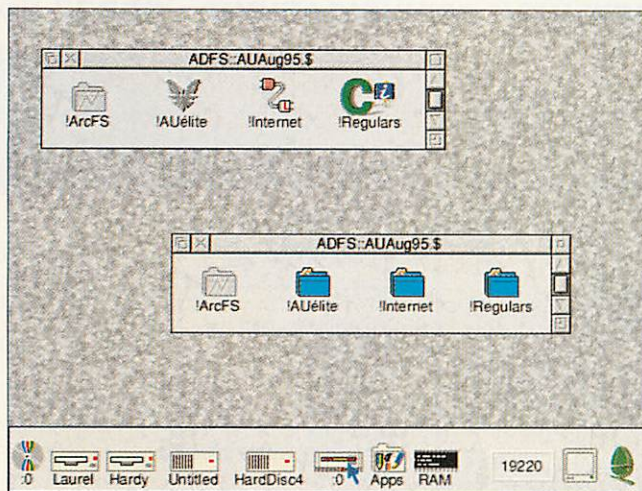 ADFS::AUAug95.$
!ArcFS !AUélite !Internet !Regulars
ADFS::AUAug95.$
!ArcFS !AUélite !Internet !Regulars
:0 Laurel Hardy Untitled HardDisc4 :0 Apps RAM 19220